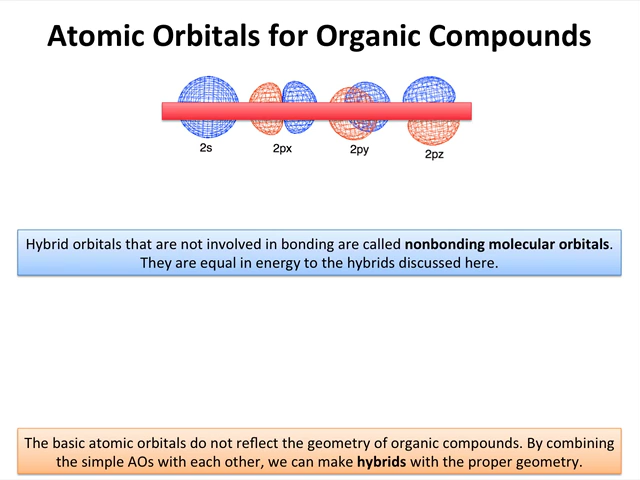 Atomic Orbitals for Organic Compounds
2s 2px 2py 2pz
Hybrid orbitals that are not involved in bonding are called nonbonding molecular orbitals.
They are equal in energy to the hybrids discussed here.
The basic atomic orbitals do not reflect the geometry of organic compounds. By combining
the simple AOs with each other, we can make hybrids with the proper geometry.